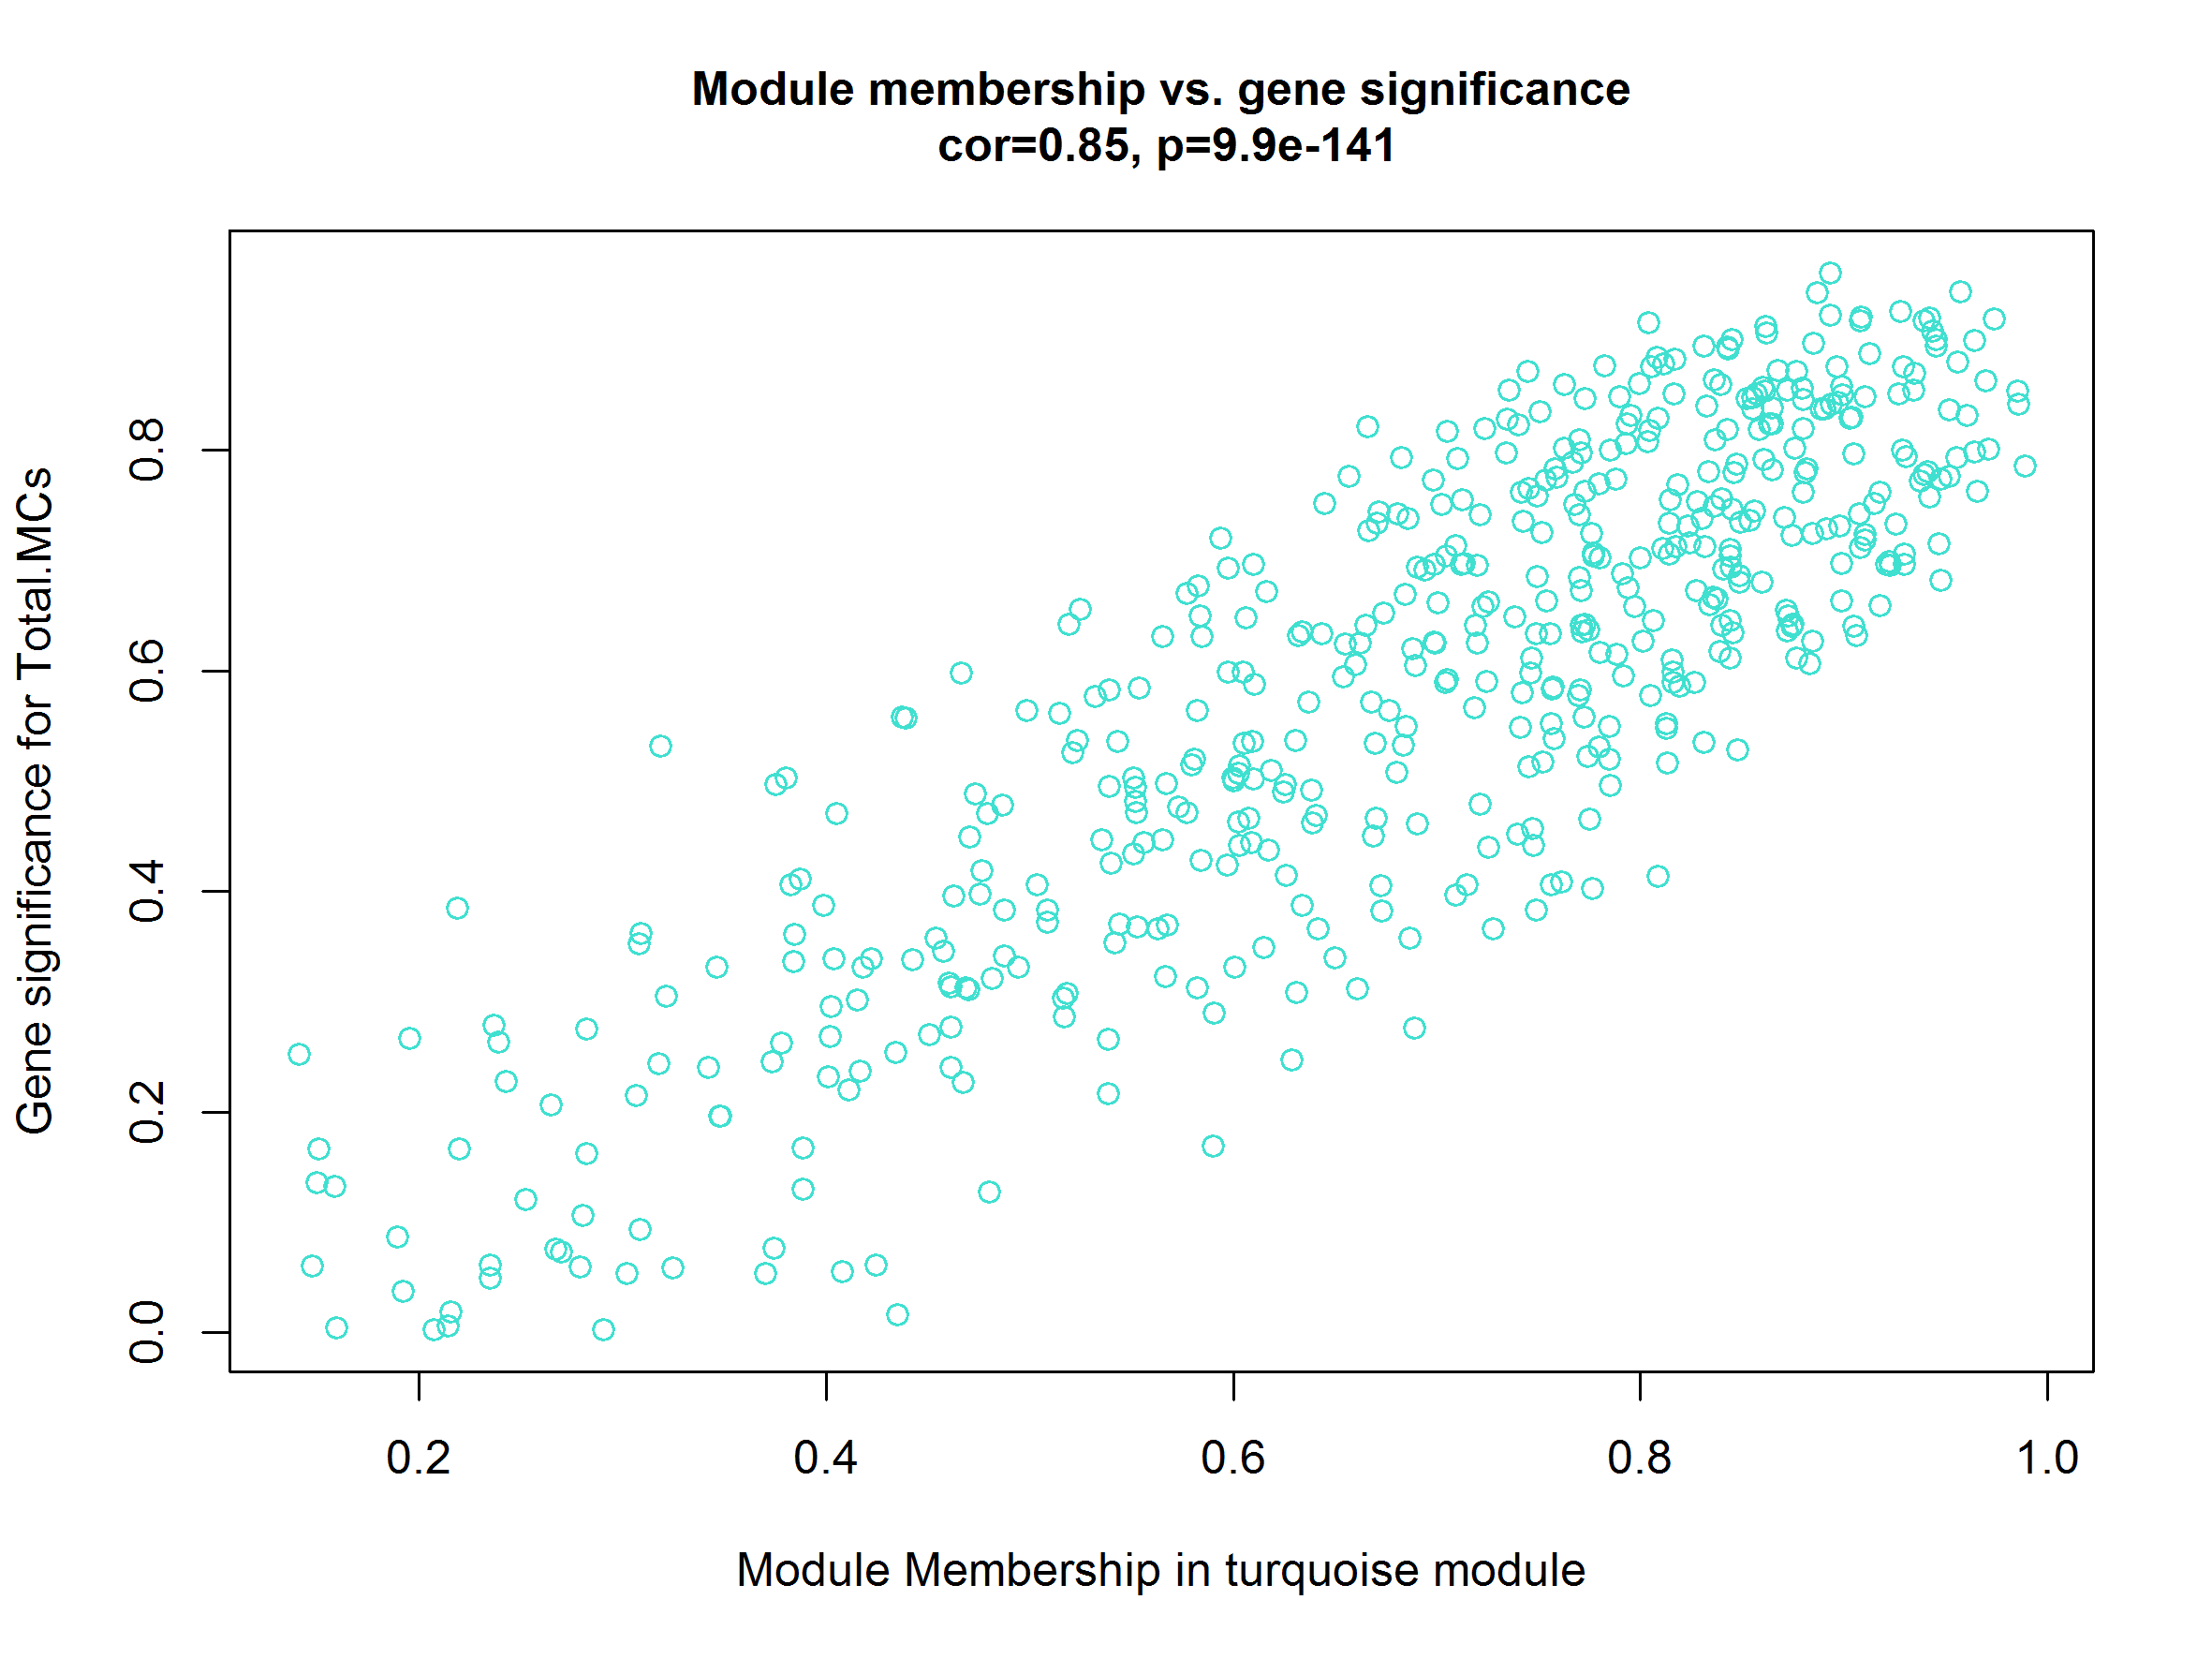 Module membership vs. gene significance
cor=0.85, p=9.9e-141
Gene significance for Total.MCs
0.8
0.6
0.4
0.2
0.0
0.2 0.4 0.6 0.8 1.0
Module Membership in turquoise module